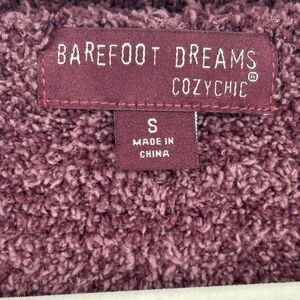 BAREFOOT DREAMS
COZYCHIC®
S
MADE IN
CHINA